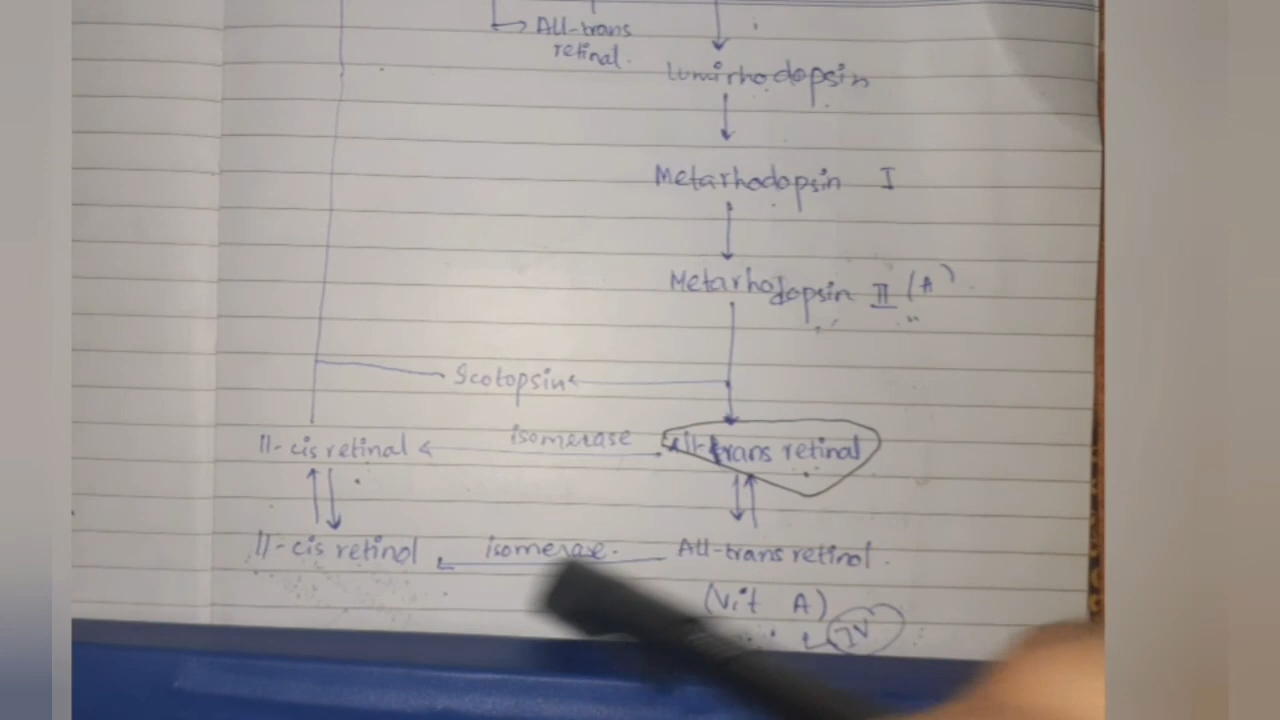 All-trans
retinal.
Lumirhodopsin
Metarhodopsin I
Metarhodopsin II (A)
Scotopsin
11-cis retinal isomerase All-trans retinal
11-cis retinol isomerase. All-trans retinol.
(Vit A)